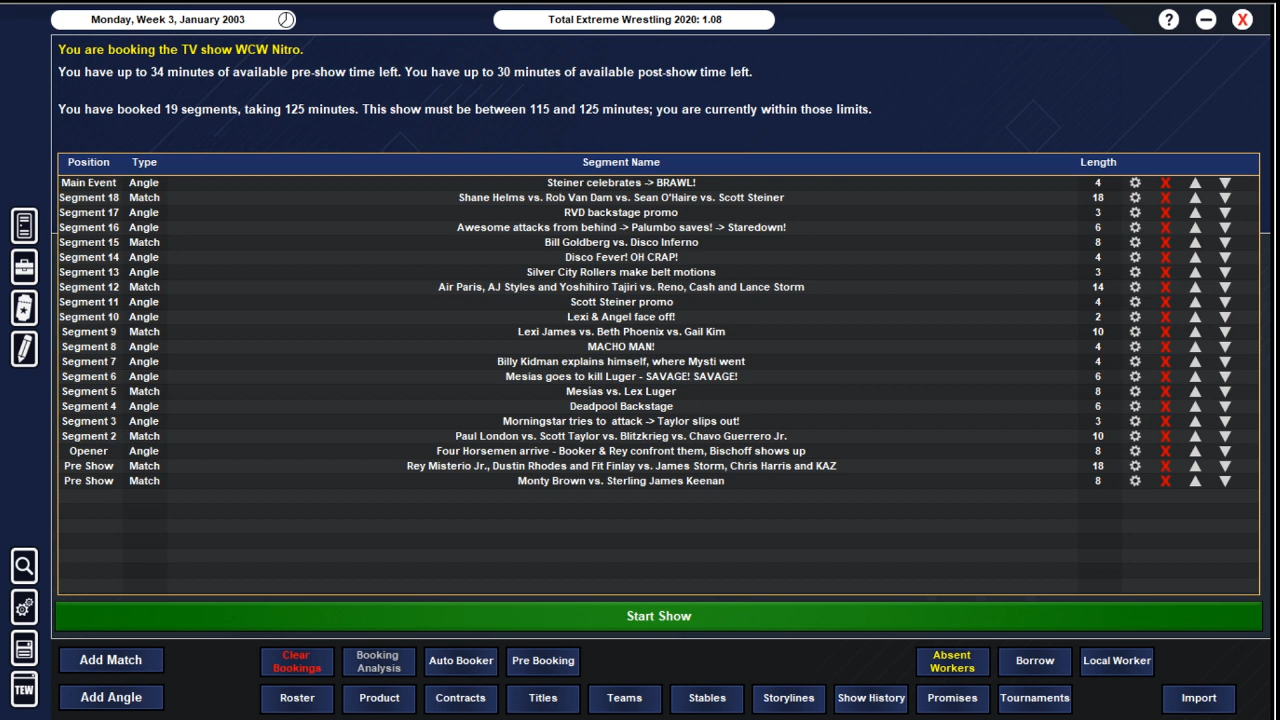 Monday, Week 3, January 2003
Total Extreme Wrestling 2020: 1.08
?
X
You are booking the TV show WCW Nitro.
You have up to 34 minutes of available pre-show time left. You have up to 30 minutes of available post-show time left.
You have booked 19 segments, taking 125 minutes. This show must be between 115 and 125 minutes; you are currently within those limits.
Position Type Segment Name Length
Main Event Angle Steiner celebrates -> BRAWL! 4 X
Segment 18 Match Shane Helms vs. Rob Van Dam vs. Sean O'Haire vs. Scott Steiner 18 X
Segment 17 Angle RVD backstage promo 3 X
Segment 16 Angle Awesome attacks from behind -> Palumbo saves! -> Staredown! 6 X
Segment 15 Match Bill Goldberg vs. Disco Inferno 8 X
Segment 14 Angle Disco Fever! OH CRAP! 4 X
Segment 13 Angle Silver City Rollers make belt motions 3 X
Segment 12 Match Air Paris, AJ Styles and Yoshihiro Tajiri vs. Reno, Cash and Lance Storm 14 X
Segment 11 Angle Scott Steiner promo 4 X
Segment 10 Angle Lexi & Angel face off! 2 X
Segment 9 Match Lexi James vs. Beth Phoenix vs. Gail Kim 10 X
Segment 8 Angle MACHO MAN! 4 X
Segment 7 Angle Billy Kidman explains himself, where Mysti went 4 X
Segment 6 Angle Mesias goes to kill Luger - SAVAGE! SAVAGE! 6 X
Segment 5 Match Mesias vs. Lex Luger 8 X
Segment 4 Angle Deadpool Backstage 6 X
Segment 3 Angle Morningstar tries to attack -> Taylor slips out! 3 X
Segment 2 Match Paul London vs. Scott Taylor vs. Blitzkrieg vs. Chavo Guerrero Jr. 10 X
Opener Angle Four Horsemen arrive - Booker & Rey confront them, Bischoff shows up 8 X
Pre Show Match Rey Misterio Jr., Dustin Rhodes and Fit Finlay vs. James Storm, Chris Harris and KAZ 18 X
Pre Show Match Monty Brown vs. Sterling James Keenan 8 X
Start Show
Add Match Clear Bookings Booking Analysis Auto Booker Pre Booking Absent Workers Borrow Local Worker
TEW
Add Angle Roster Product Contracts Titles Teams Stables Storylines Show History Promises Tournaments Import